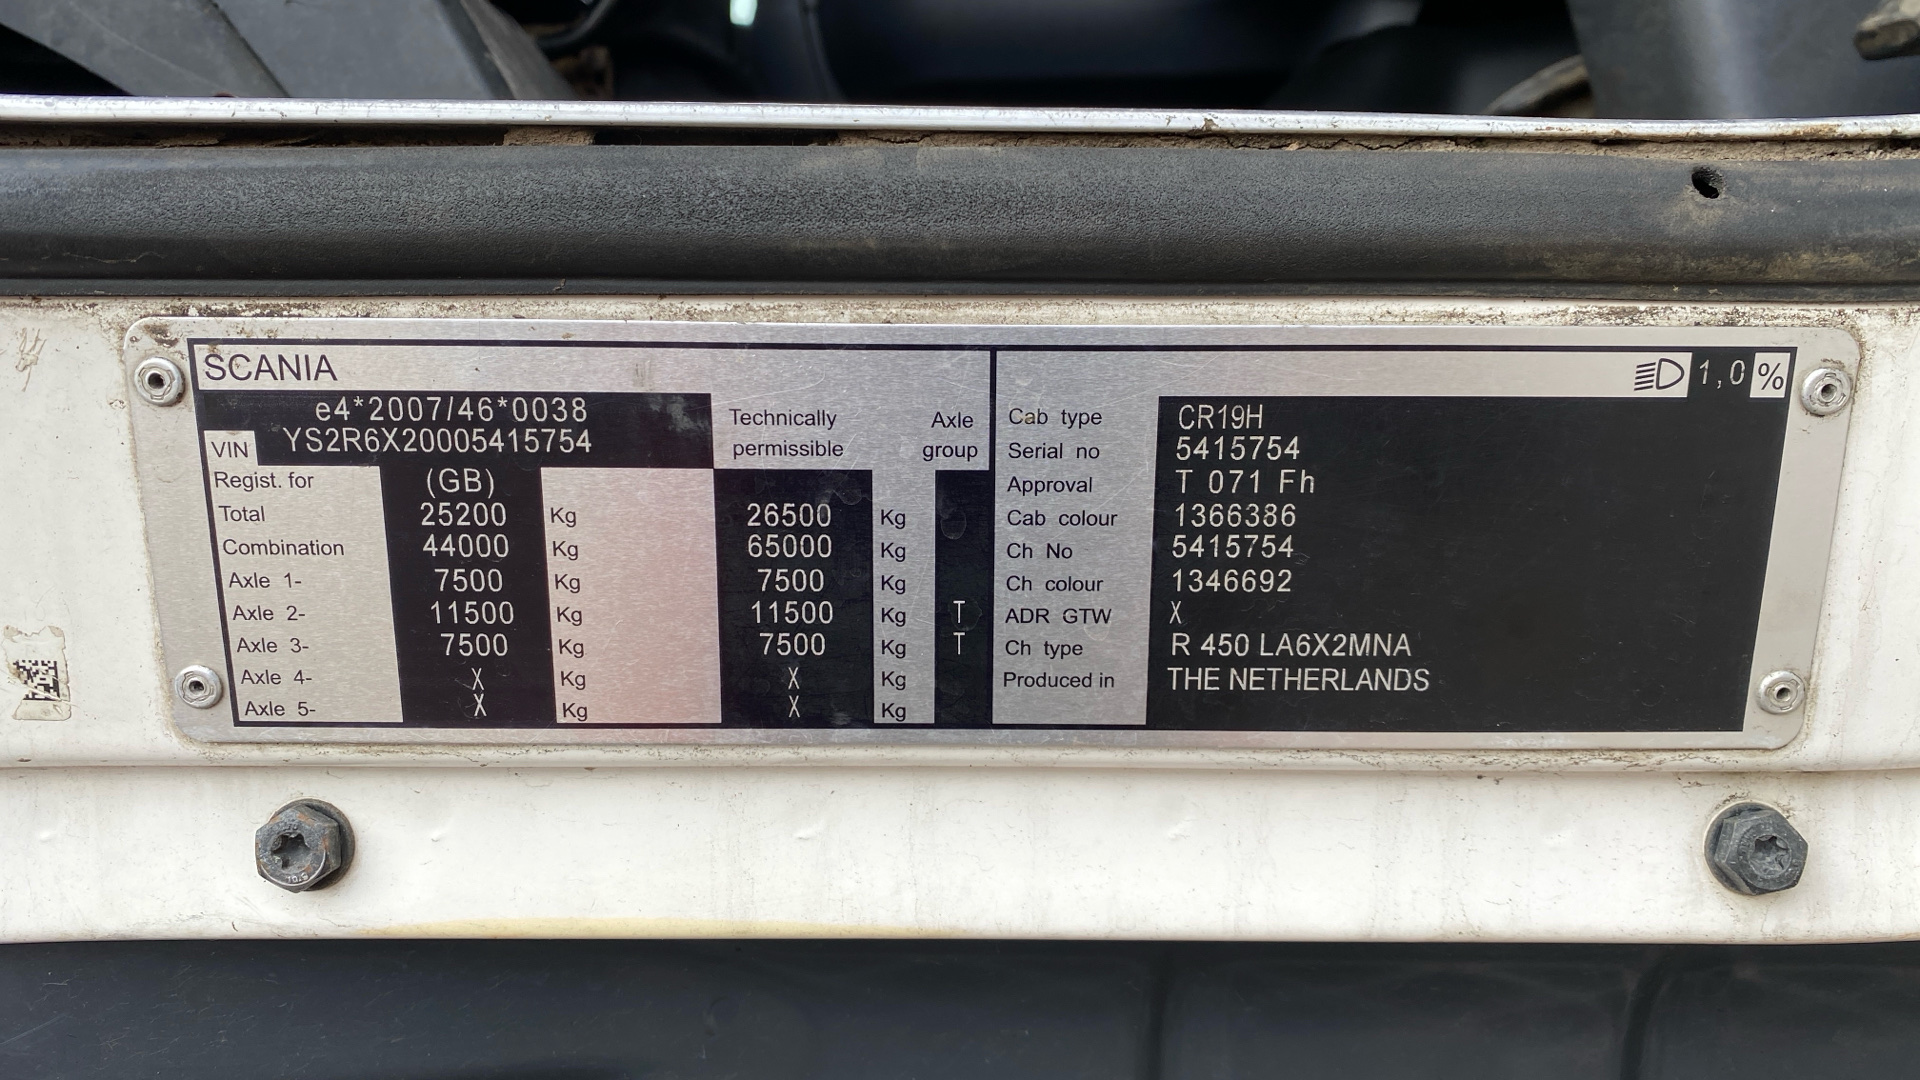 SCANIA 1,0 %
e4*2007/46*0038
VIN YS2R6X20005415754
Technically permissible
Axle group
Regist. for (GB)
Total 25200 Kg 26500 Kg
Combination 44000 Kg 65000 Kg
Axle 1- 7500 Kg 7500 Kg
Axle 2- 11500 Kg 11500 Kg T
Axle 3- 7500 Kg 7500 Kg T
Axle 4- X Kg X Kg
Axle 5- X Kg X Kg
Cab type CR19H
Serial no 5415754
Approval T 071 Fh
Cab colour 1366386
Ch No 5415754
Ch colour 1346692
ADR GTW X
Ch type R 450 LA6X2MNA
Produced in THE NETHERLANDS
10.9